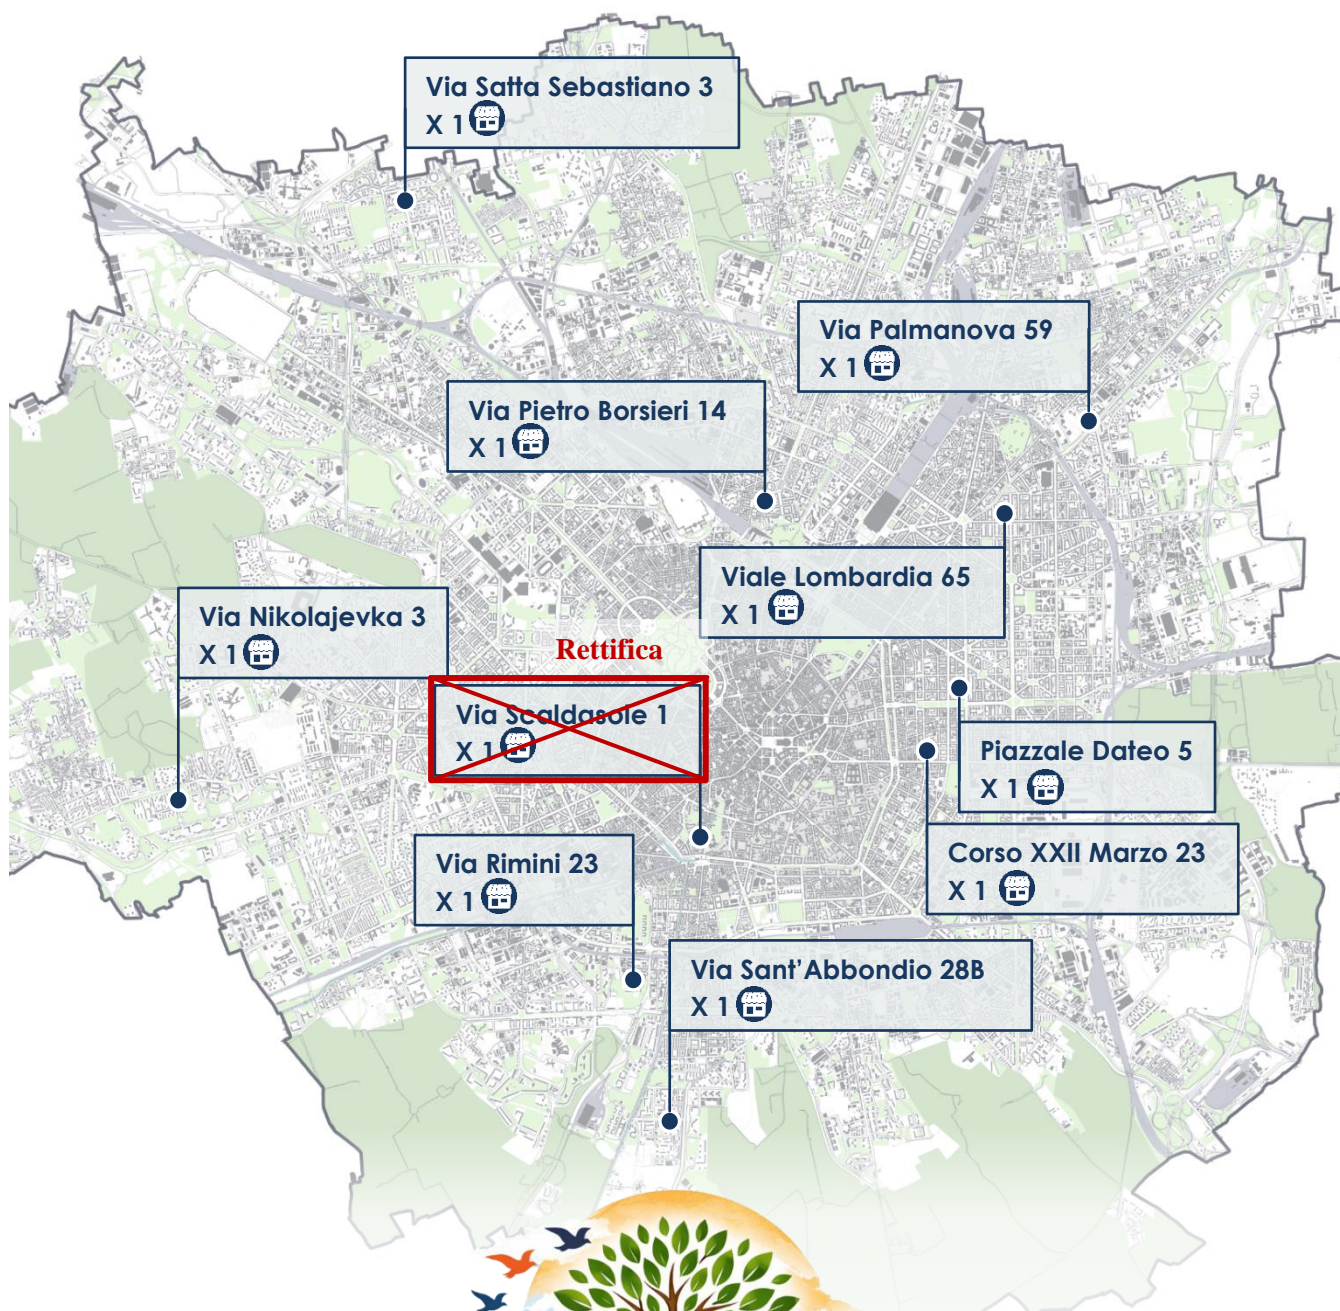 Via Satta Sebastiano 3
X 1
Via Palmanova 59
X 1
Via Pietro Borsieri 14
X 1
Viale Lombardia 65
X 1
Via Nikolajevka 3
X 1
Rettifica
Via Scaldasole 1
X 1
Piazzale Dateo 5
X 1
Corso XXII Marzo 23
X 1
Via Rimini 23
X 1
Via Sant’Abbondio 28B
X 1